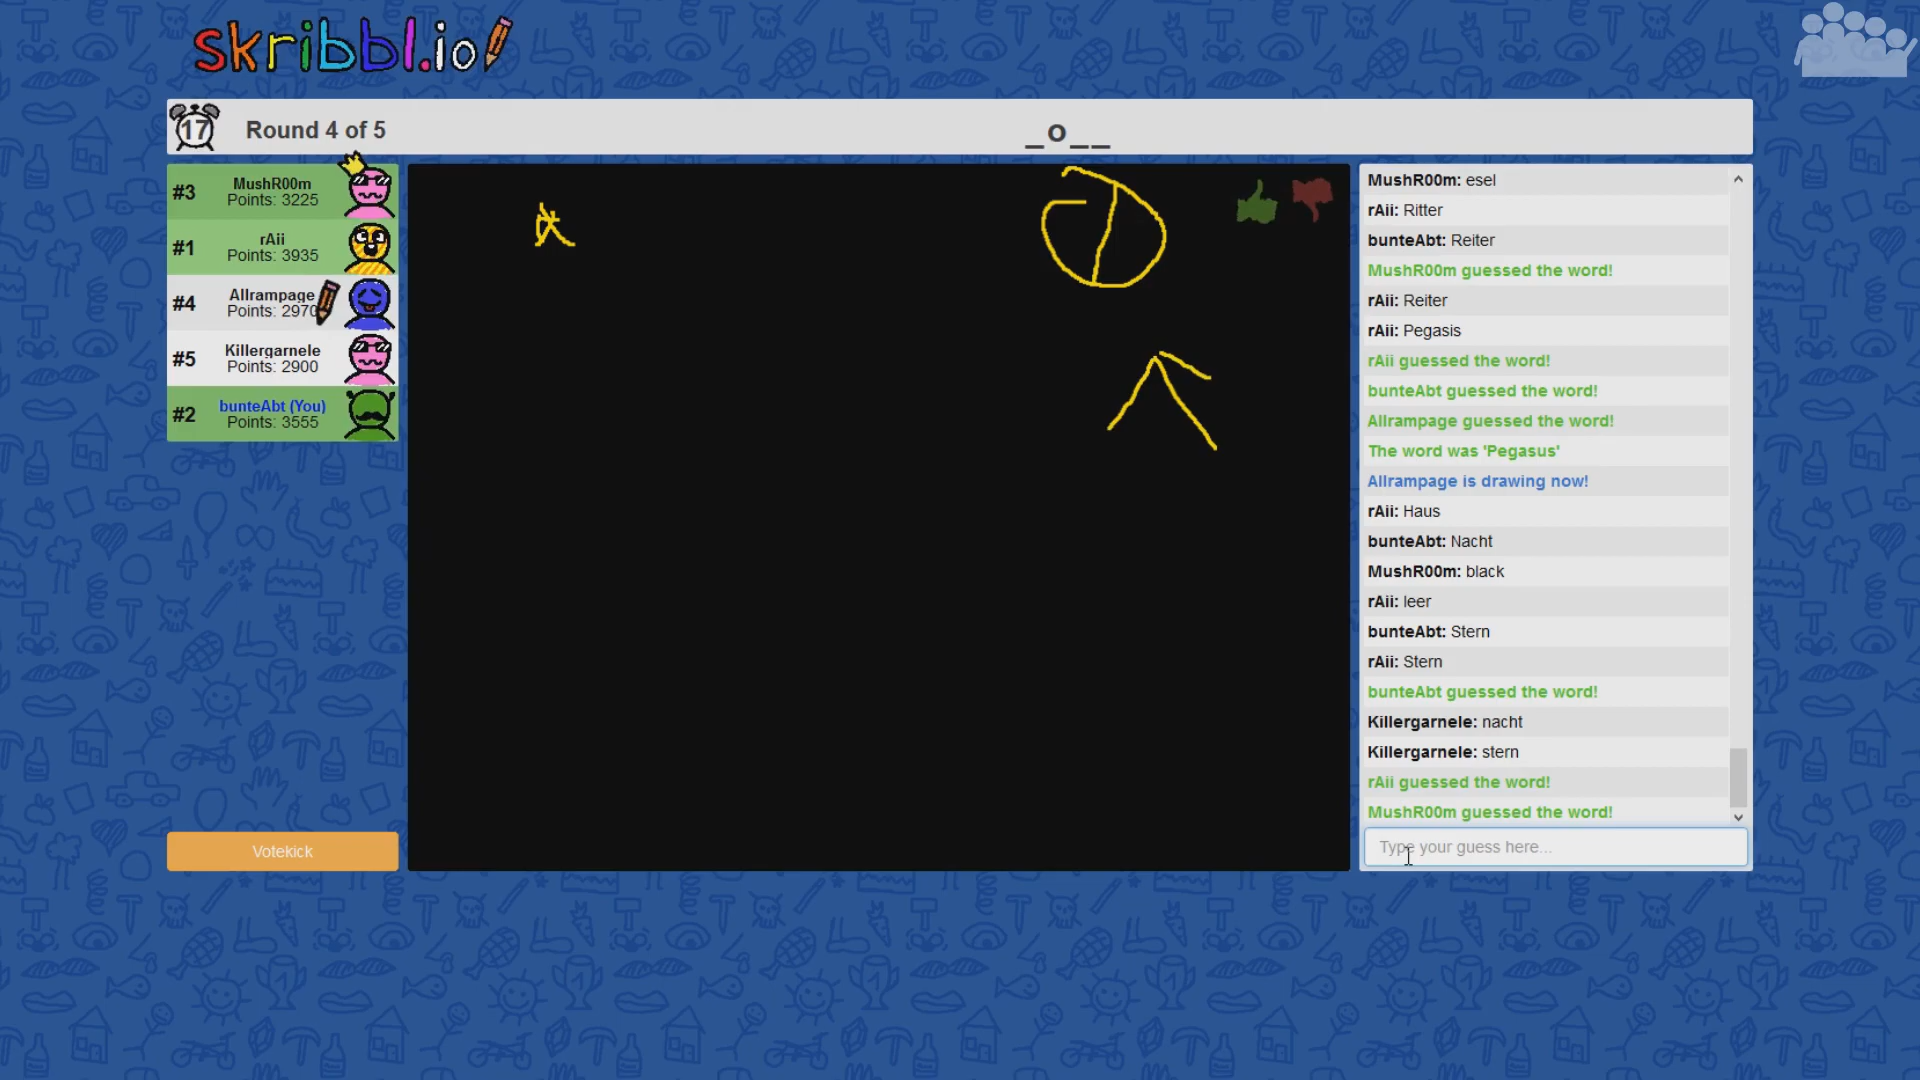 skribbl.io
17
Round 4 of 5
_o__
#3
MushR00m
Points: 3225
#1
rAii
Points: 3935
#4
Allrampage
Points: 2970
#5
Killergarnele
Points: 2900
#2
bunteAbt (You)
Points: 3555
Votekick
MushR00m: esel
rAii: Ritter
bunteAbt: Reiter
MushR00m guessed the word!
rAii: Reiter
rAii: Pegasis
rAii guessed the word!
bunteAbt guessed the word!
Allrampage guessed the word!
The word was 'Pegasus'
Allrampage is drawing now!
rAii: Haus
bunteAbt: Nacht
MushR00m: black
rAii: leer
bunteAbt: Stern
rAii: Stern
bunteAbt guessed the word!
Killergarnele: nacht
Killergarnele: stern
rAii guessed the word!
MushR00m guessed the word!
Type your guess here...